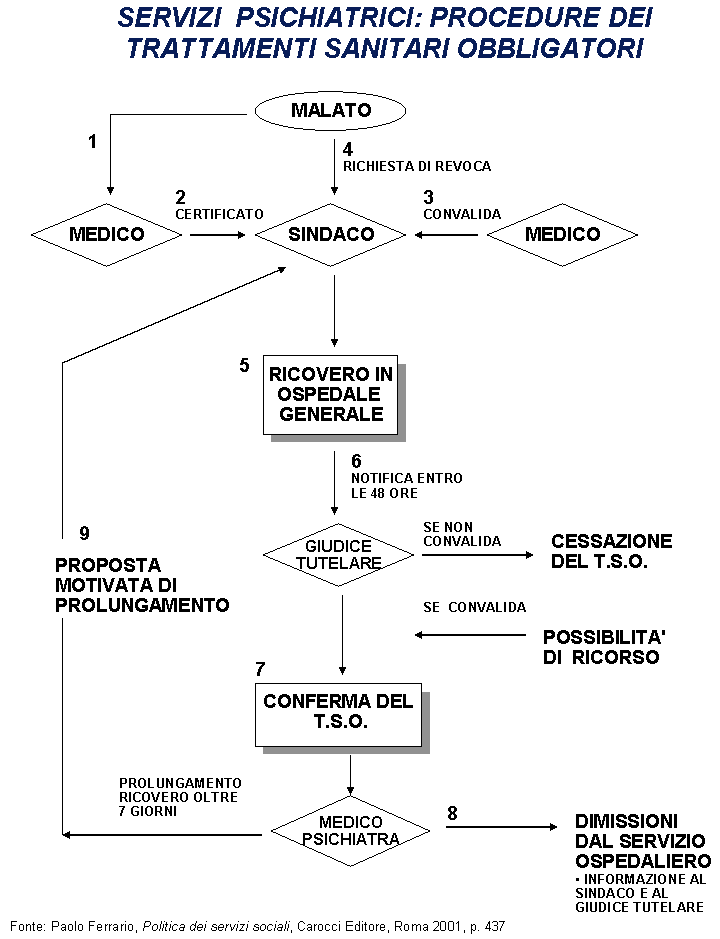 SERVIZI PSICHIATRICI: PROCEDURE DEI
TRATTAMENTI SANITARI OBBLIGATORI
MALATO
1
4
RICHIESTA DI REVOCA
2
CERTIFICATO
3
CONVALIDA
MEDICO
SINDACO
MEDICO
5
RICOVERO IN
OSPEDALE
GENERALE
6
NOTIFICA ENTRO
LE 48 ORE
GIUDICE
TUTELARE
SE NON
CONVALIDA
CESSAZIONE
DEL T.S.O.
9
PROPOSTA
MOTIVATA DI
PROLUNGAMENTO
SE CONVALIDA
POSSIBILITA'
DI RICORSO
7
CONFERMA DEL
T.S.O.
PROLUNGAMENTO
RICOVERO OLTRE
7 GIORNI
MEDICO
PSICHIATRA
8
DIMISSIONI
DAL SERVIZIO
OSPEDALIERO
• INFORMAZIONE AL
SINDACO E AL
GIUDICE TUTELARE
Fonte: Paolo Ferrario, Politica dei servizi sociali, Carocci Editore, Roma 2001, p. 437